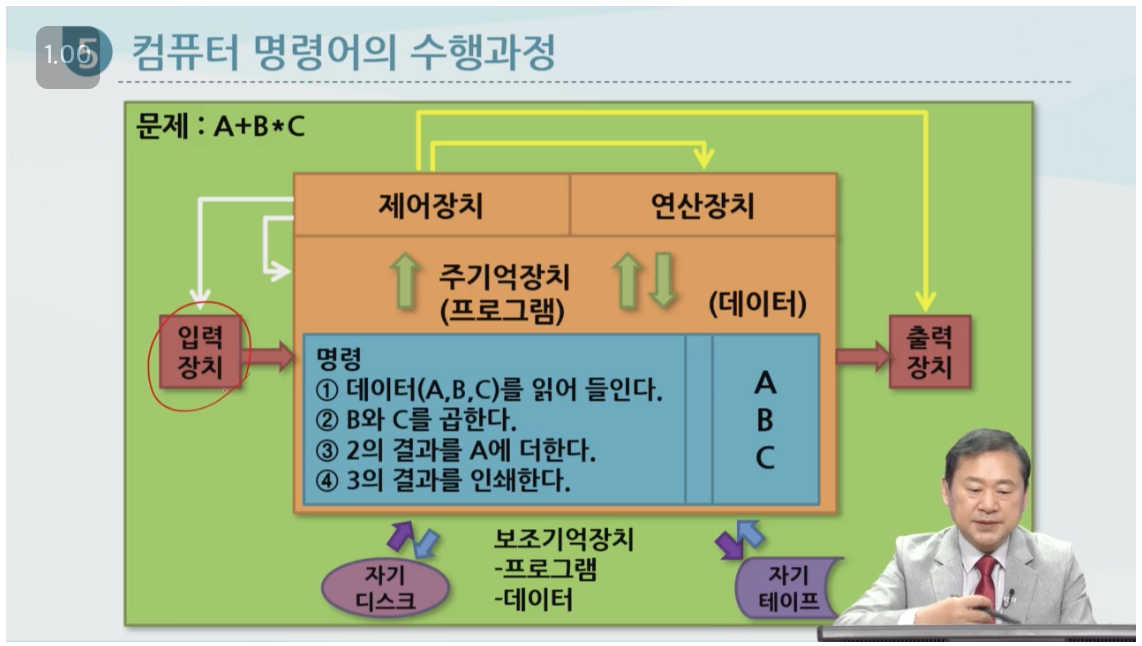 1.00
5 컴퓨터 명령어의 수행과정
문제 : A+B*C
제어장치
연산장치
주기억장치
(프로그램)
(데이터)
입력
장치
출력
장치
명령
① 데이터(A,B,C)를 읽어 들인다.
② B와 C를 곱한다.
③ 2의 결과를 A에 더한다.
④ 3의 결과를 인쇄한다.
A
B
C
보조기억장치
-프로그램
-데이터
자기
디스크
자기
테이프